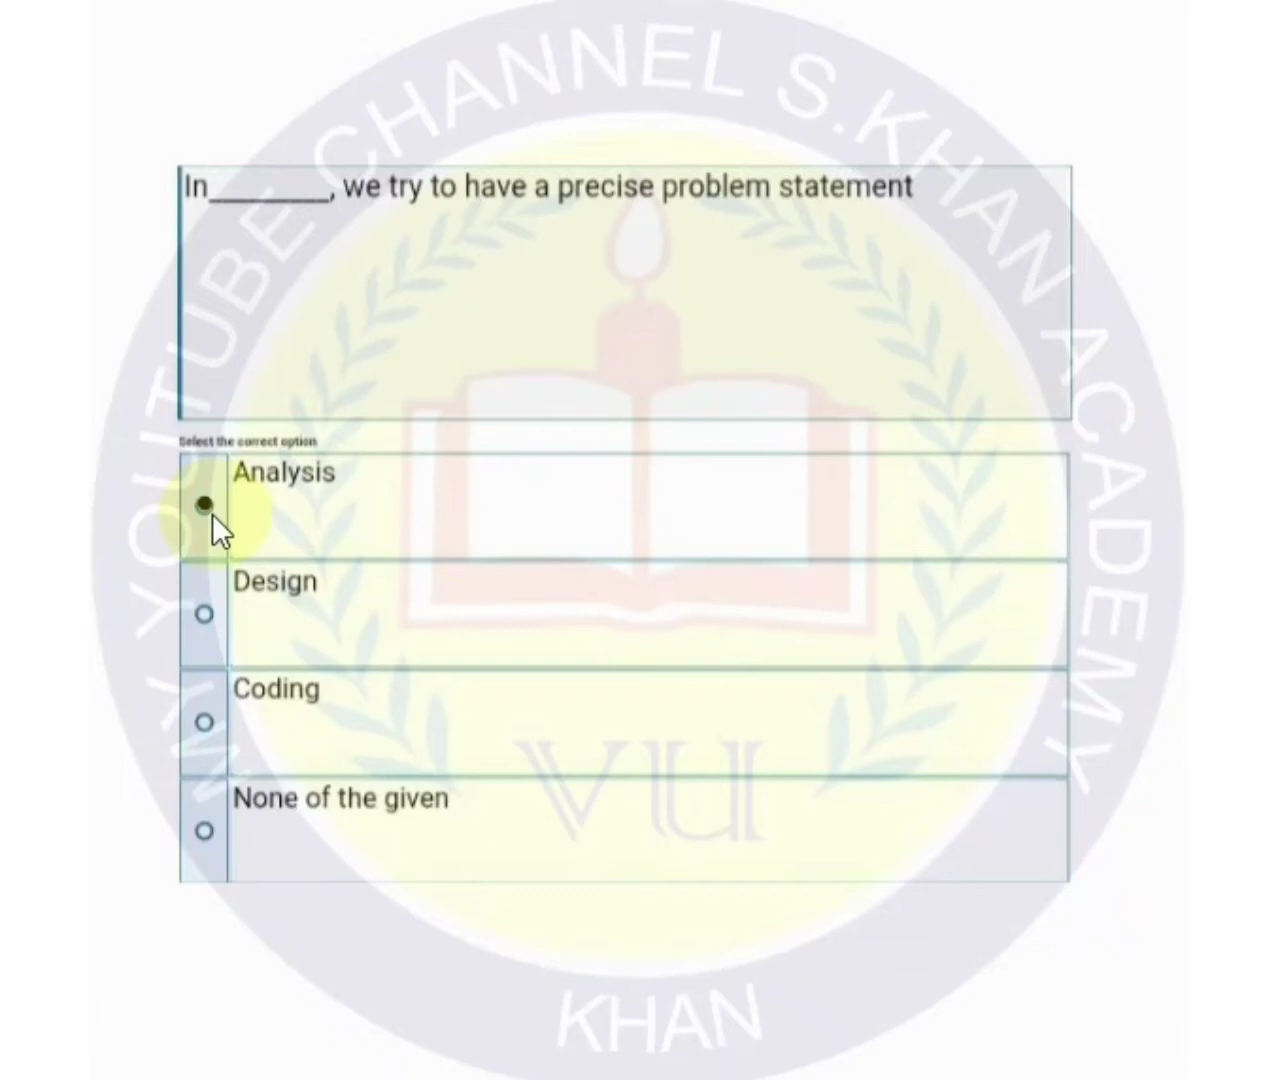 MY YOUTUBE CHANNEL S.KHAN ACADEMY
In________, we try to have a precise problem statement
Select the correct option
Analysis
Design
Coding
None of the given
VU
KHAN